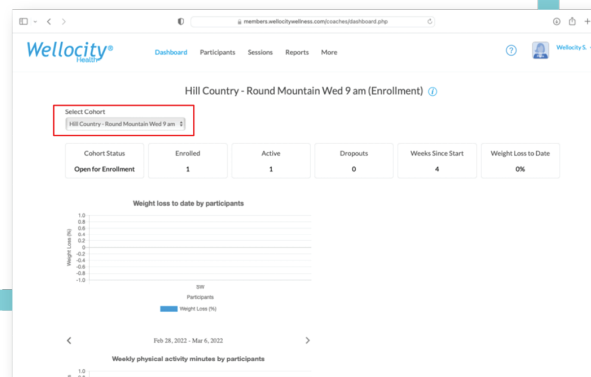 members.wellocitywellness.com/coaches/dashboard.php
Wellocity®
Health
Dashboard Participants Sessions Reports More
? Wellocity S.
Hill Country - Round Mountain Wed 9 am (Enrollment) i
Select Cohort
Hill Country - Round Mountain Wed 9 am
Cohort Status Enrolled Active Dropouts Weeks Since Start Weight Loss to Date
Open for Enrollment 1 1 0 4 0%
Weight loss to date by participants
Weight Loss (%)
1.0
0.8
0.6
0.4
0.2
0
-0.2
-0.4
-0.6
-0.8
-1.0
SW
Participants
Weight Loss (%)
Feb 28, 2022 - Mar 6, 2022
Weekly physical activity minutes by participants
1.0